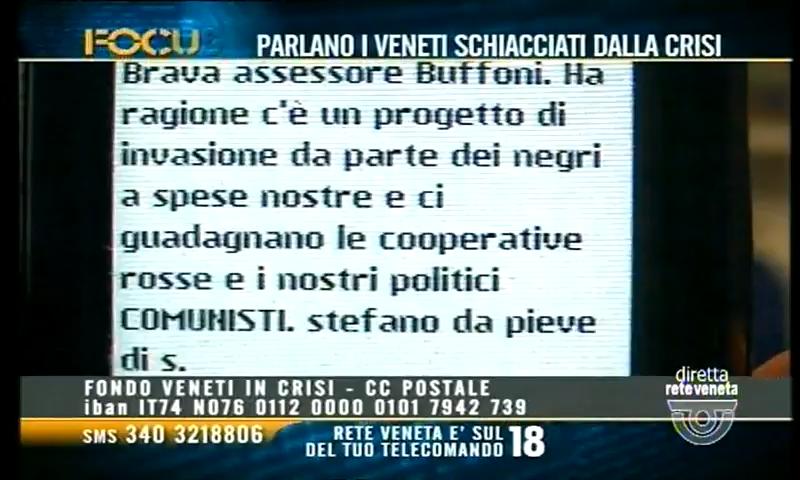 FOCU
PARLANO I VENETI SCHIACCIATI DALLA CRISI
Brava assessore Buffoni. Ha
ragione c'è un progetto di
invasione da parte dei negri
a spese nostre e ci
guadagnano le cooperative
rosse e i nostri politici
COMUNISTI. stefano da pieve
di s.
FONDO VENETI IN CRISI - CC POSTALE
iban IT74 N076 0112 0000 0101 7942 739
diretta
reteveneta
SMS 340 3218806
RETE VENETA E' SUL 18
DEL TUO TELECOMANDO